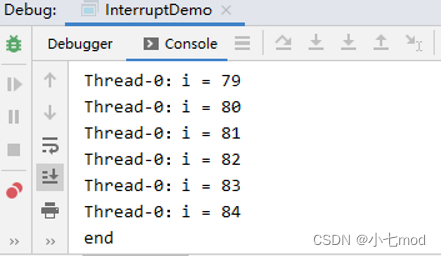 Debug: InterruptDemo
Debugger Console
Thread-0: i = 79
Thread-0: i = 80
Thread-0: i = 81
Thread-0: i = 82
Thread-0: i = 83
Thread-0: i = 84
end
CSDN @小七mod